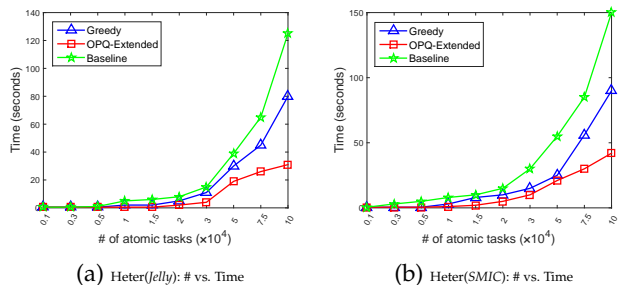 140
120
100
80
60
40
20
Time (seconds)
Greedy
OPQ-Extended
Baseline
0.1 0.3 0.5 1 1.5 2 3 5 7.5 10
# of atomic tasks (×10⁴)
(a) Heter(Jelly): # vs. Time
150
100
50
Time (seconds)
Greedy
OPQ-Extended
Baseline
0.1 0.3 0.5 1 1.5 2 3 5 7.5 10
# of atomic tasks (×10⁴)
(b) Heter(SMIC): # vs. Time